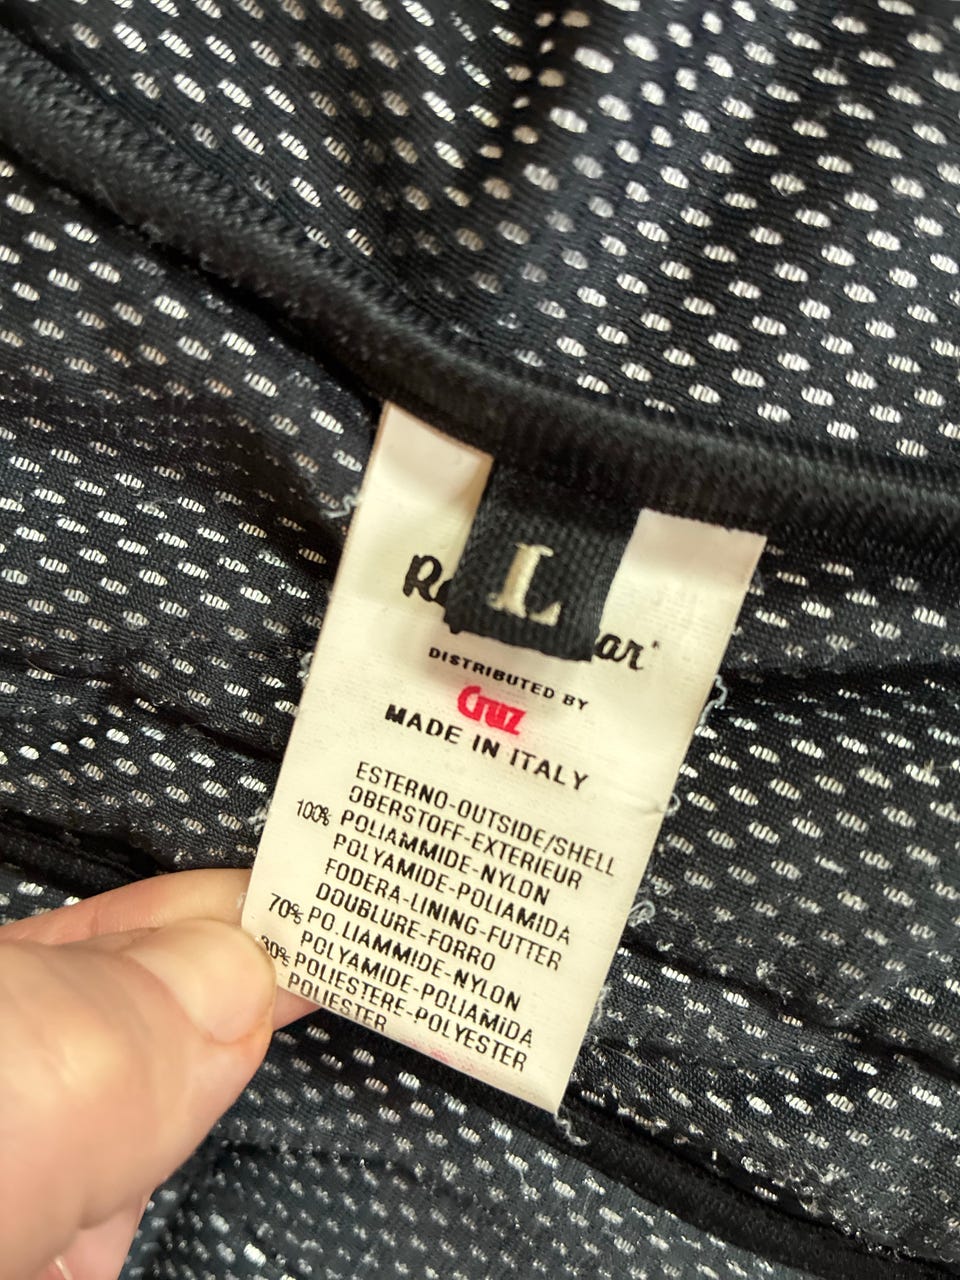 L
DISTRIBUTED BY
Cruz
MADE IN ITALY
ESTERNO-OUTSIDE/SHELL
OBERSTOFF-EXTERIEUR
100% POLIAMMIDE-NYLON
POLYAMIDE-POLIAMIDA
FODERA-LINING-FUTTER
DOUBLURE-FORRO
70% PO.LIAMMIDE-NYLON
POLYAMIDE-POLIAMIDA
30% POLIESTERE-POLYESTER
POLIESTER